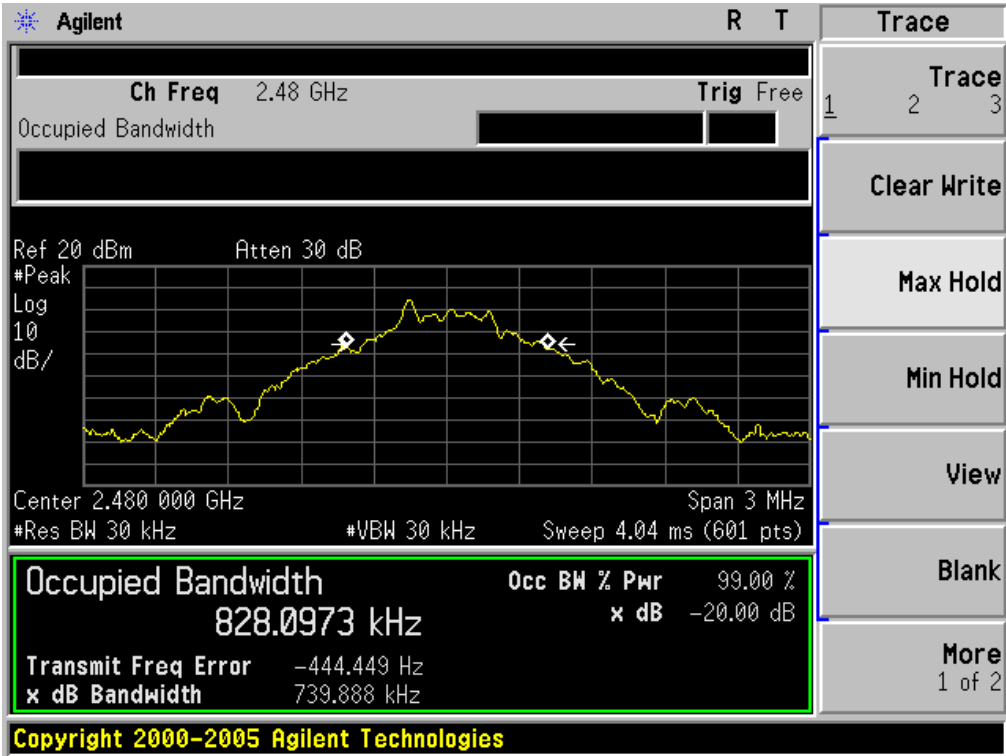 Agilent R T
Trace
Ch Freq 2.48 GHz Trig Free
Occupied Bandwidth
Trace
1 2 3
Clear Write
Max Hold
Min Hold
View
Blank
More
1 of 2
Ref 20 dBm Atten 30 dB
#Peak
Log
10
dB/
Center 2.480 000 GHz Span 3 MHz
#Res BW 30 kHz #VBW 30 kHz Sweep 4.04 ms (601 pts)
Occupied Bandwidth Occ BW % Pwr 99.00 %
828.0973 kHz x dB -20.00 dB
Transmit Freq Error -444.449 Hz
x dB Bandwidth 739.888 kHz
Copyright 2000-2005 Agilent Technologies